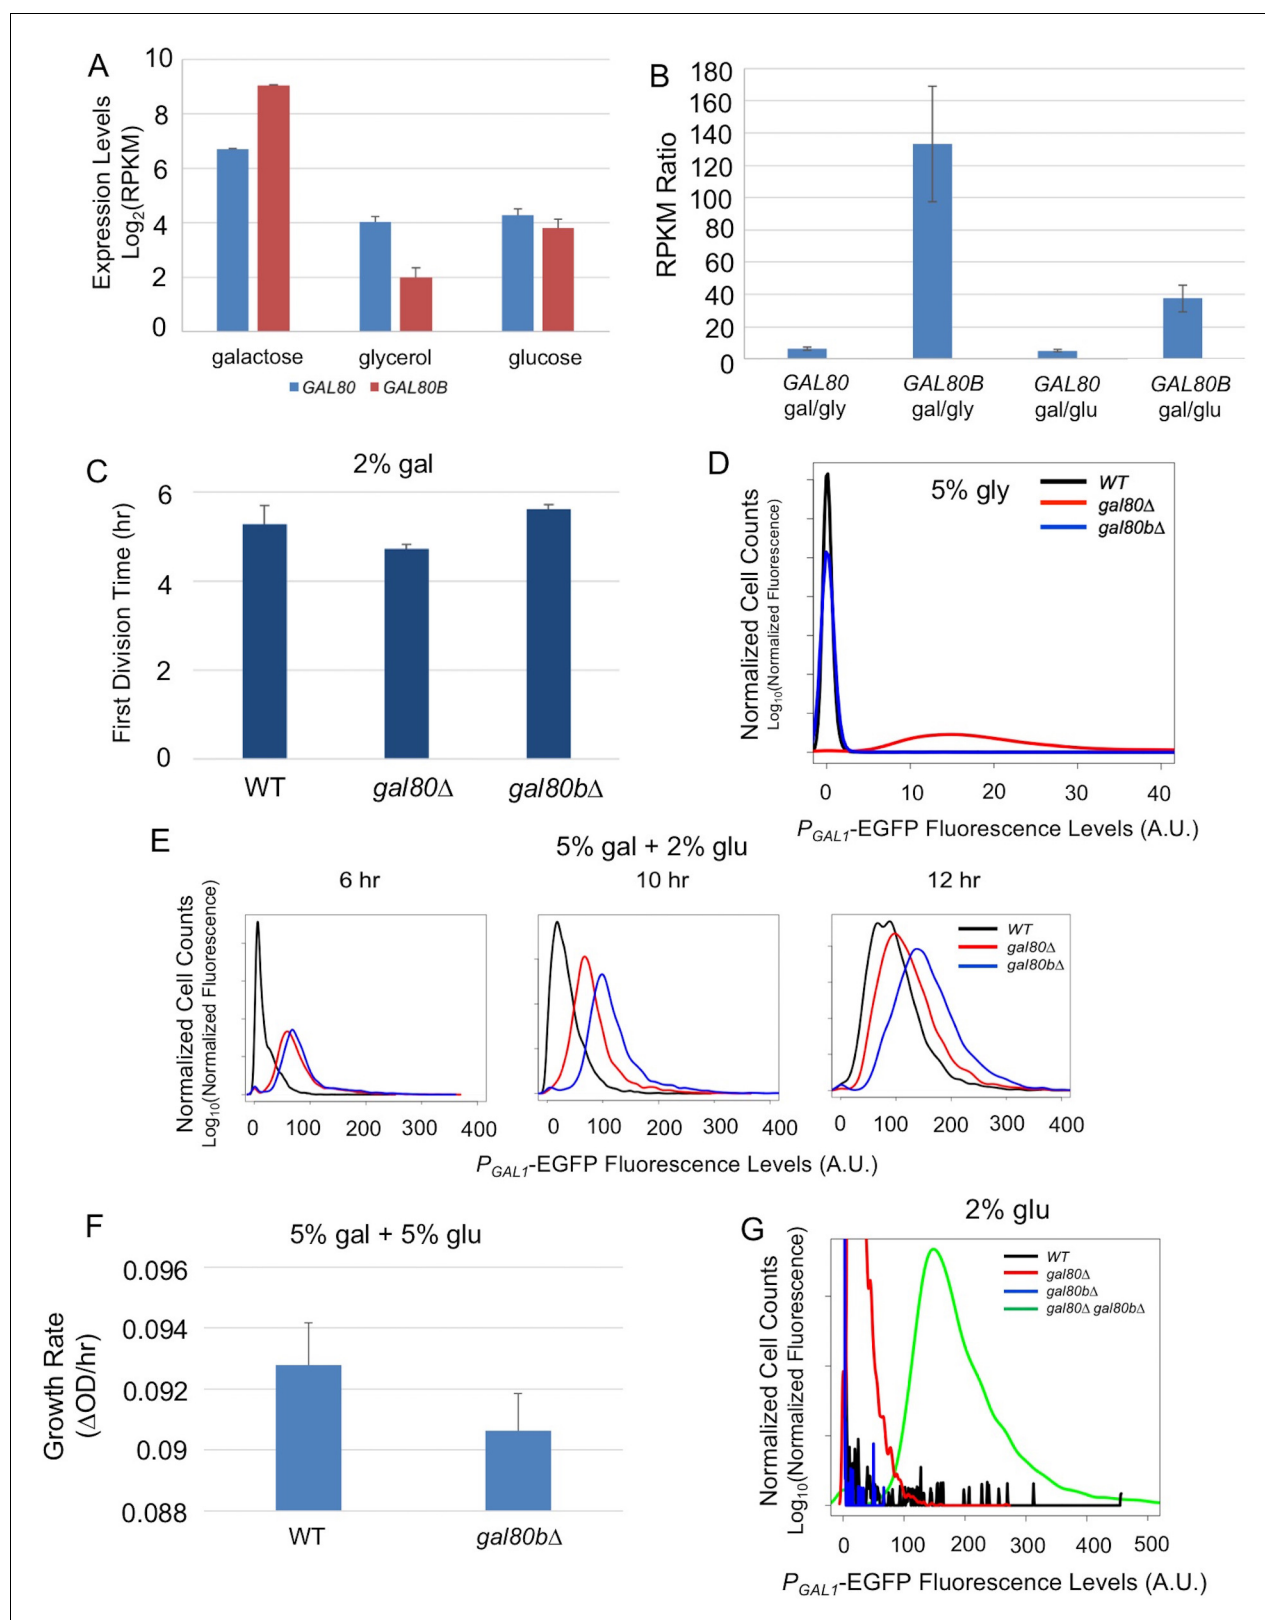 A
Expression Levels
Log2(RPKM)
10
8
6
4
2
0
galactose
glycerol
glucose
GAL80
GAL80B
B
RPKM Ratio
180
160
140
120
100
80
60
40
20
0
GAL80
gal/gly
GAL80B
gal/gly
GAL80
gal/glu
GAL80B
gal/glu
C
2% gal
First Division Time (hr)
6
4
2
0
WT
gal80Δ
gal80bΔ
D
5% gly
WT
gal80Δ
gal80bΔ
Normalized Cell Counts
Log10(Normalized Fluorescence)
0
10
20
30
40
PGAL1-EGFP Fluorescence Levels (A.U.)
E
5% gal + 2% glu
6 hr
10 hr
12 hr
Normalized Cell Counts
Log10(Normalized Fluorescence)
WT
gal80Δ
gal80bΔ
0 100 200 300 400
0 100 200 300 400
0 100 200 300 400
PGAL1-EGFP Fluorescence Levels (A.U.)
F
5% gal + 5% glu
Growth Rate
(ΔOD/hr)
0.096
0.094
0.092
0.09
0.088
WT
gal80bΔ
G
2% glu
WT
gal80Δ
gal80bΔ
gal80Δ gal80bΔ
Normalized Cell Counts
Log10(Normalized Fluorescence)
0 100 200 300 400 500
PGAL1-EGFP Fluorescence Levels (A.U.)